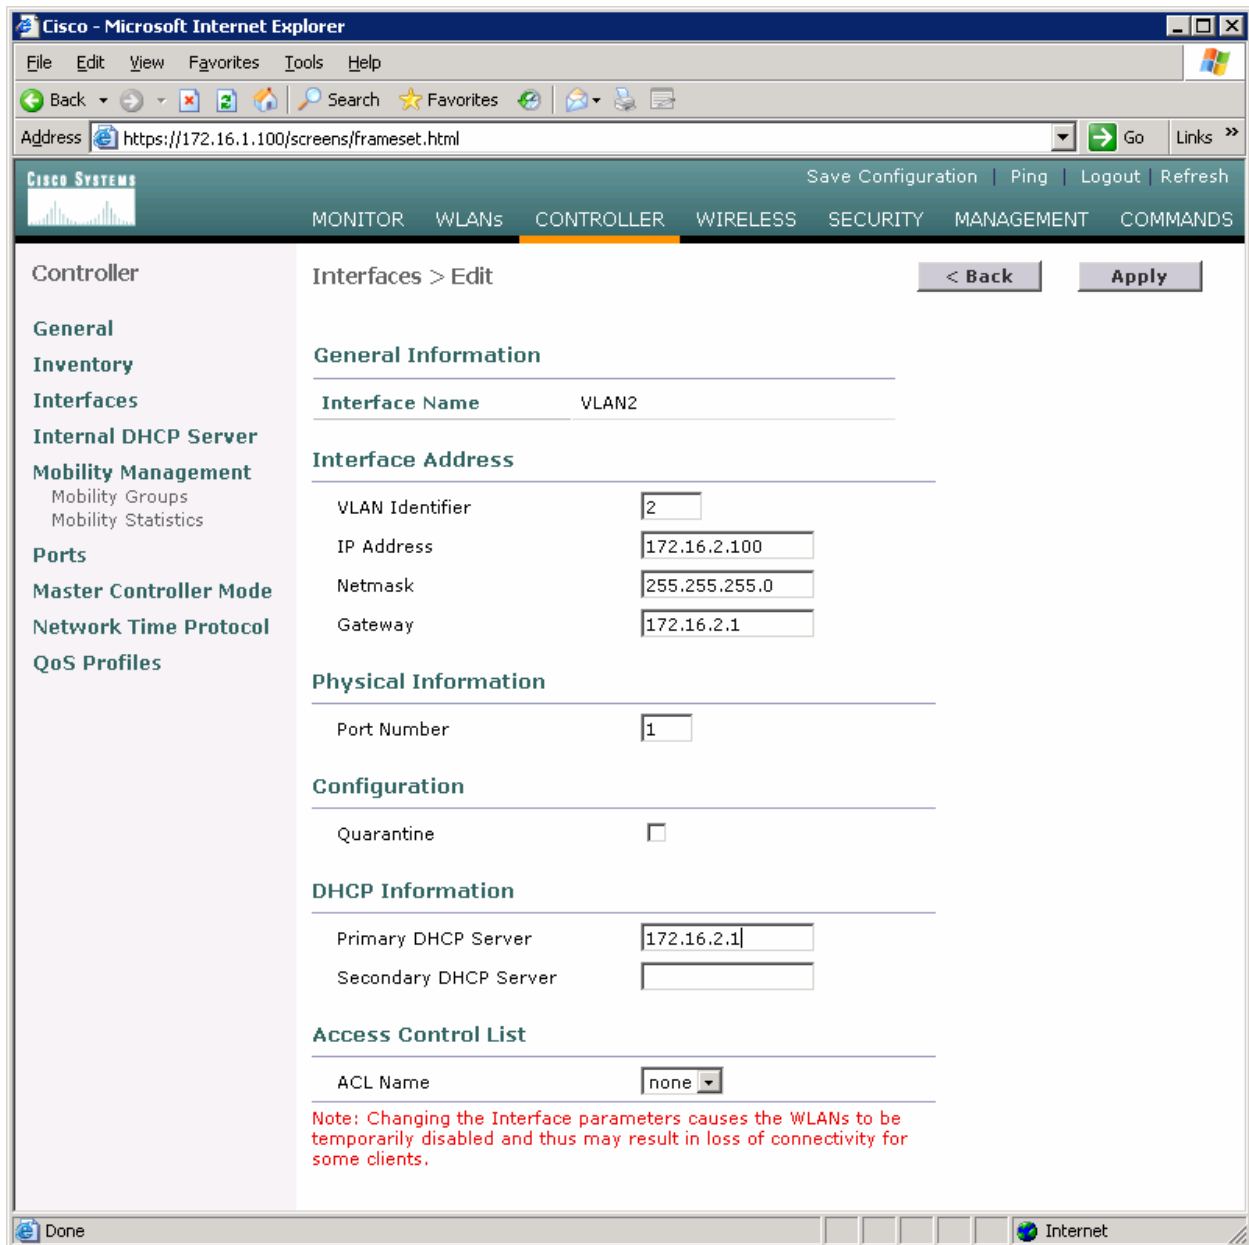 Cisco - Microsoft Internet Explorer
File Edit View Favorites Tools Help
Back Search Favorites
Address https://172.16.1.100/screens/frameset.html Go Links »
CISCO SYSTEMS
Save Configuration | Ping | Logout | Refresh
MONITOR WLANs CONTROLLER WIRELESS SECURITY MANAGEMENT COMMANDS
Controller
General
Inventory
Interfaces
Internal DHCP Server
Mobility Management
Mobility Groups
Mobility Statistics
Ports
Master Controller Mode
Network Time Protocol
QoS Profiles
Interfaces > Edit
< Back Apply
General Information
Interface Name VLAN2
Interface Address
VLAN Identifier 2
IP Address 172.16.2.100
Netmask 255.255.255.0
Gateway 172.16.2.1
Physical Information
Port Number 1
Configuration
Quarantine
DHCP Information
Primary DHCP Server 172.16.2.1
Secondary DHCP Server
Access Control List
ACL Name none
Note: Changing the Interface parameters causes the WLANs to be
temporarily disabled and thus may result in loss of connectivity for
some clients.
Done Internet